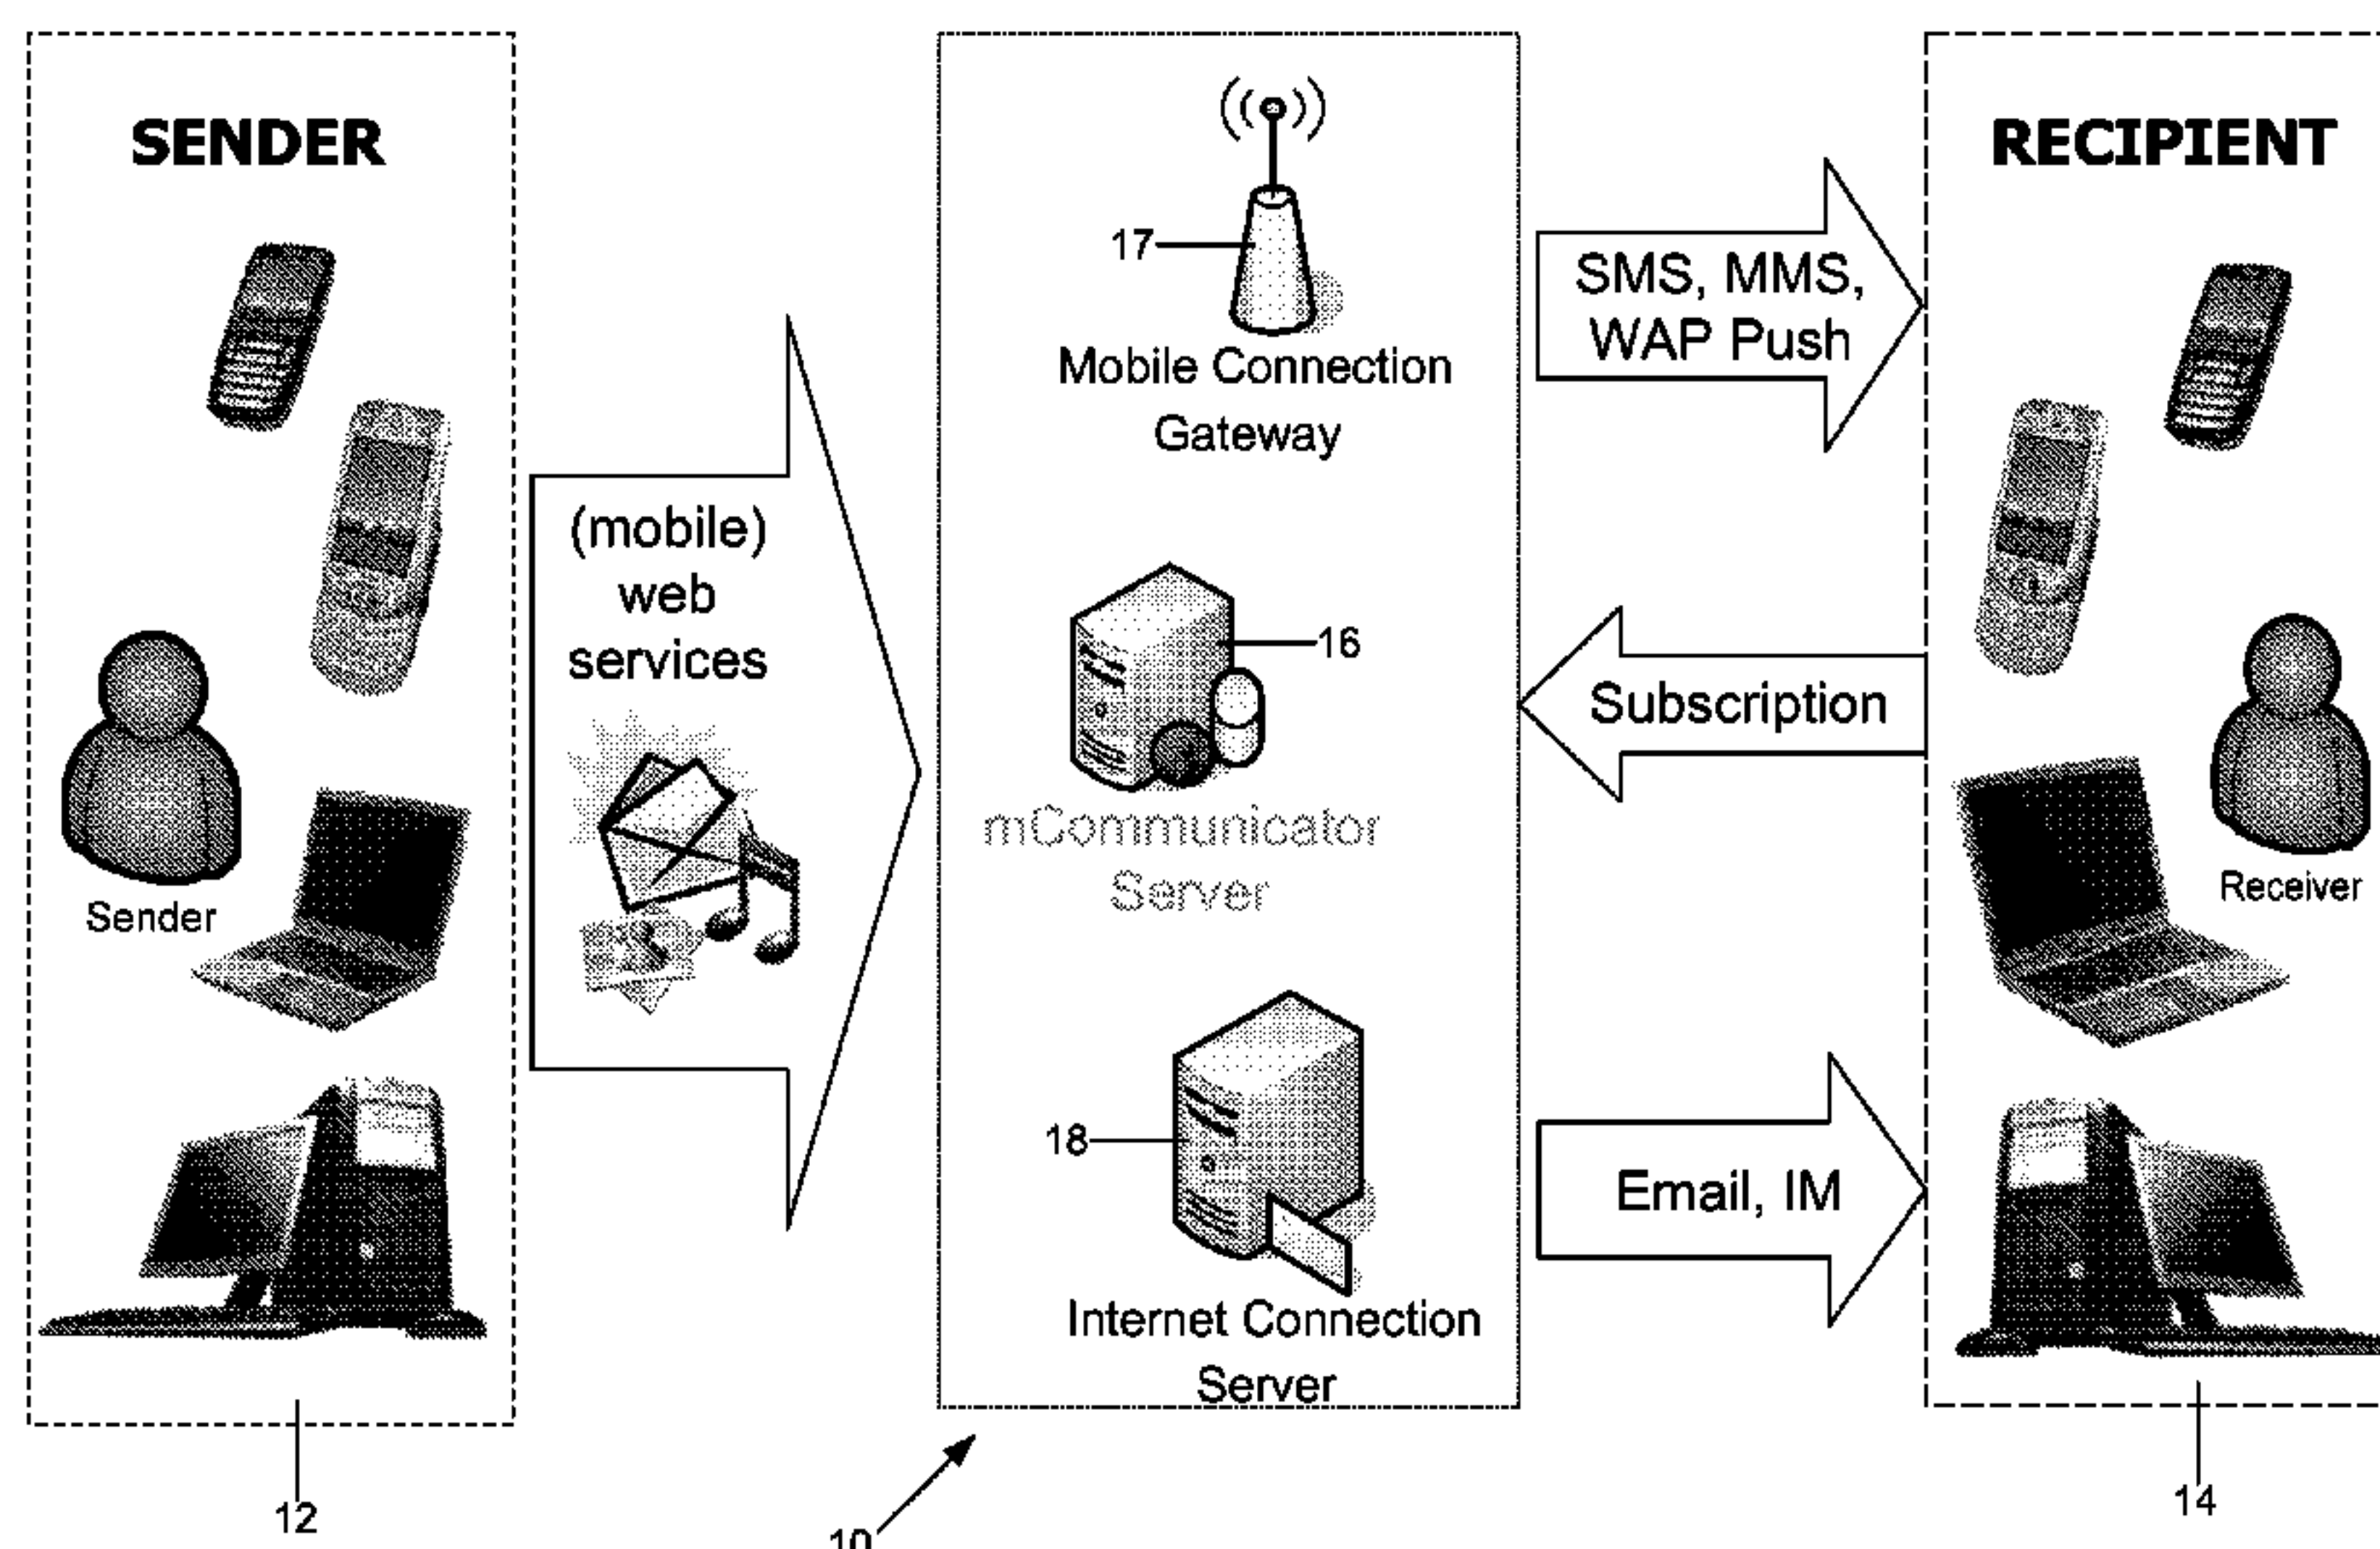 SENDER
Sender
12
(mobile)
web
services
17
Mobile Connection
Gateway
16
mCommunicator
Server
18
Internet Connection
Server
10
SMS, MMS,
WAP Push
Subscription
Email, IM
RECIPIENT
Receiver
14